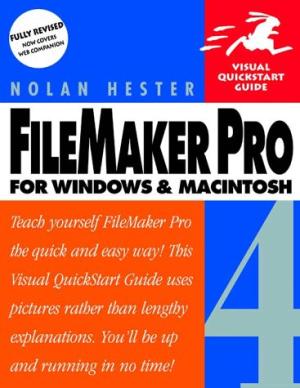 FULLY REVISED
NOW COVERS
WEB COMPANION
VISUAL
QUICKSTART
GUIDE
NOLAN HESTER
FILEMAKER PRO
FOR WINDOWS & MACINTOSH
4
Teach yourself FileMaker Pro
the quick and easy way! This
Visual QuickStart Guide uses
pictures rather than lengthy
explanations. You'll be up
and running in no time!